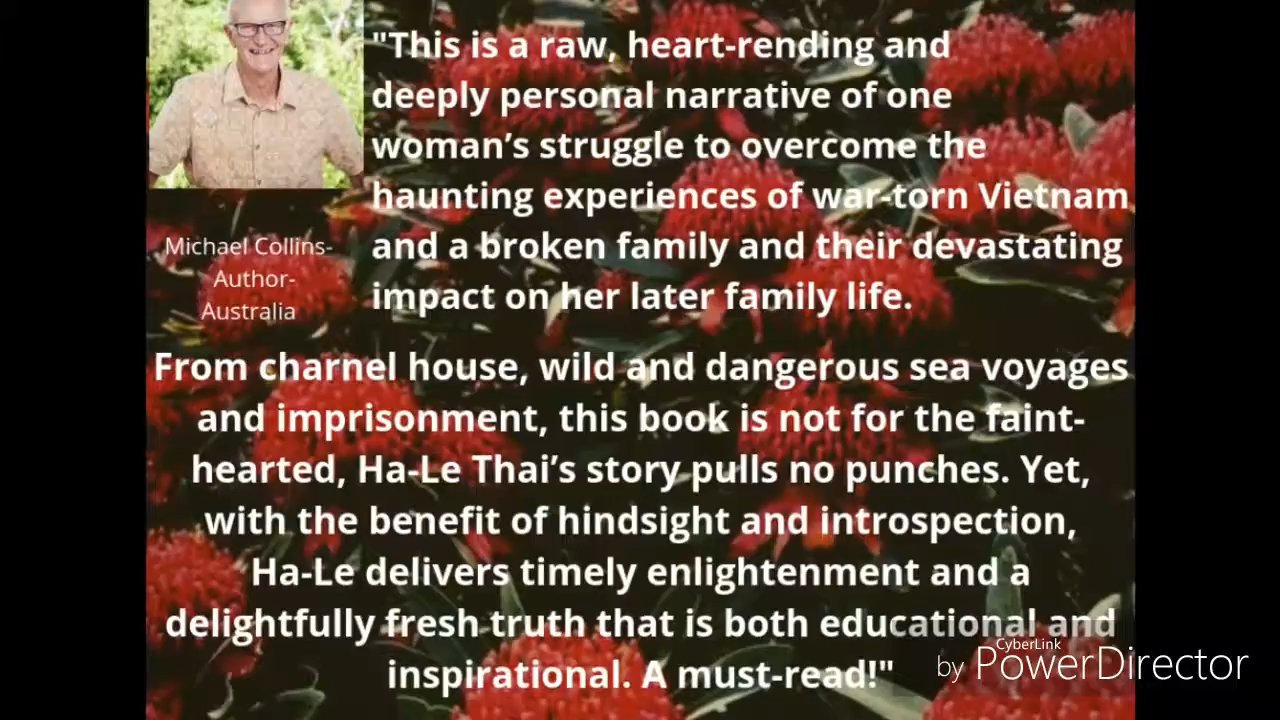 "This is a raw, heart-rending and
deeply personal narrative of one
woman’s struggle to overcome the
haunting experiences of war-torn Vietnam
and a broken family and their devastating
impact on her later family life.
Michael Collins-
Author-
Australia
From charnel house, wild and dangerous sea voyages
and imprisonment, this book is not for the faint-
hearted, Ha-Le Thai’s story pulls no punches. Yet,
with the benefit of hindsight and introspection,
Ha-Le delivers timely enlightenment and a
delightfully fresh truth that is both educational and
inspirational. A must-read!"
CyberLink
by PowerDirector